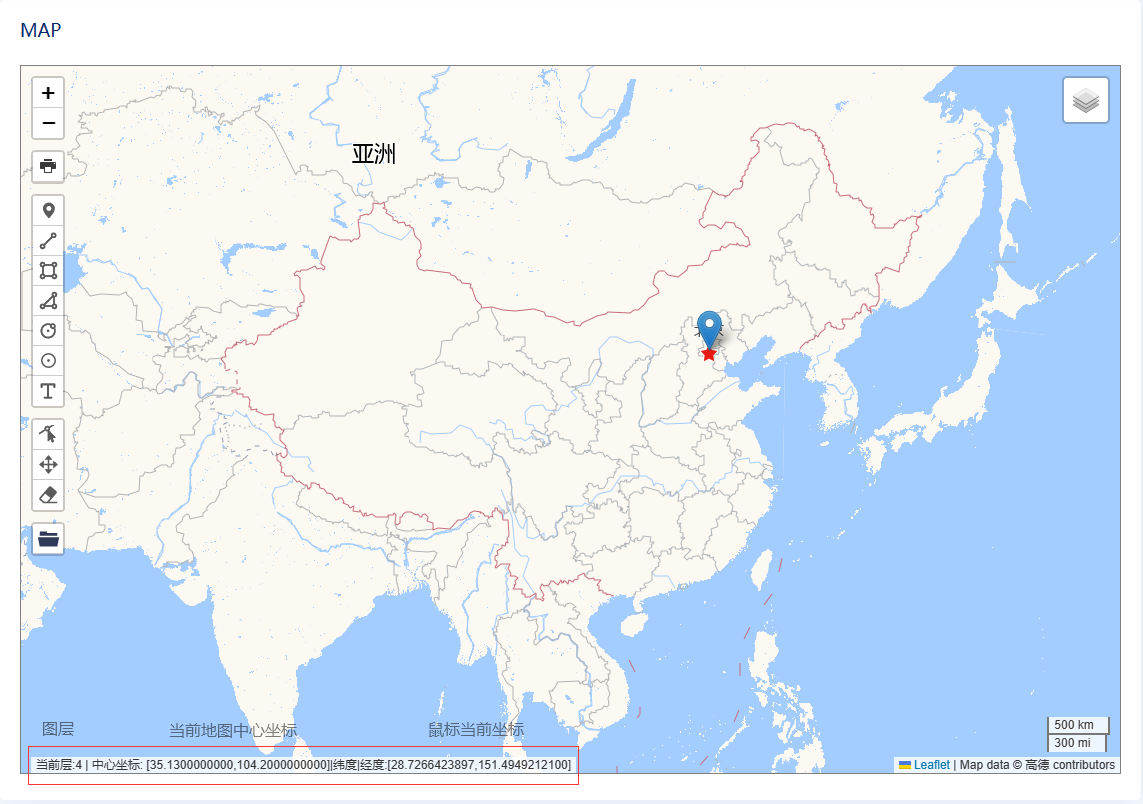 MAP
+
−
亚洲
T
图层
当前地图中心坐标
鼠标当前坐标
当前层:4 | 中心坐标: [35.1300000000,104.2000000000]|纬度|经度:[28.7266423897,151.4949212100]
500 km
300 mi
Leaflet | Map data © 高德 contributors